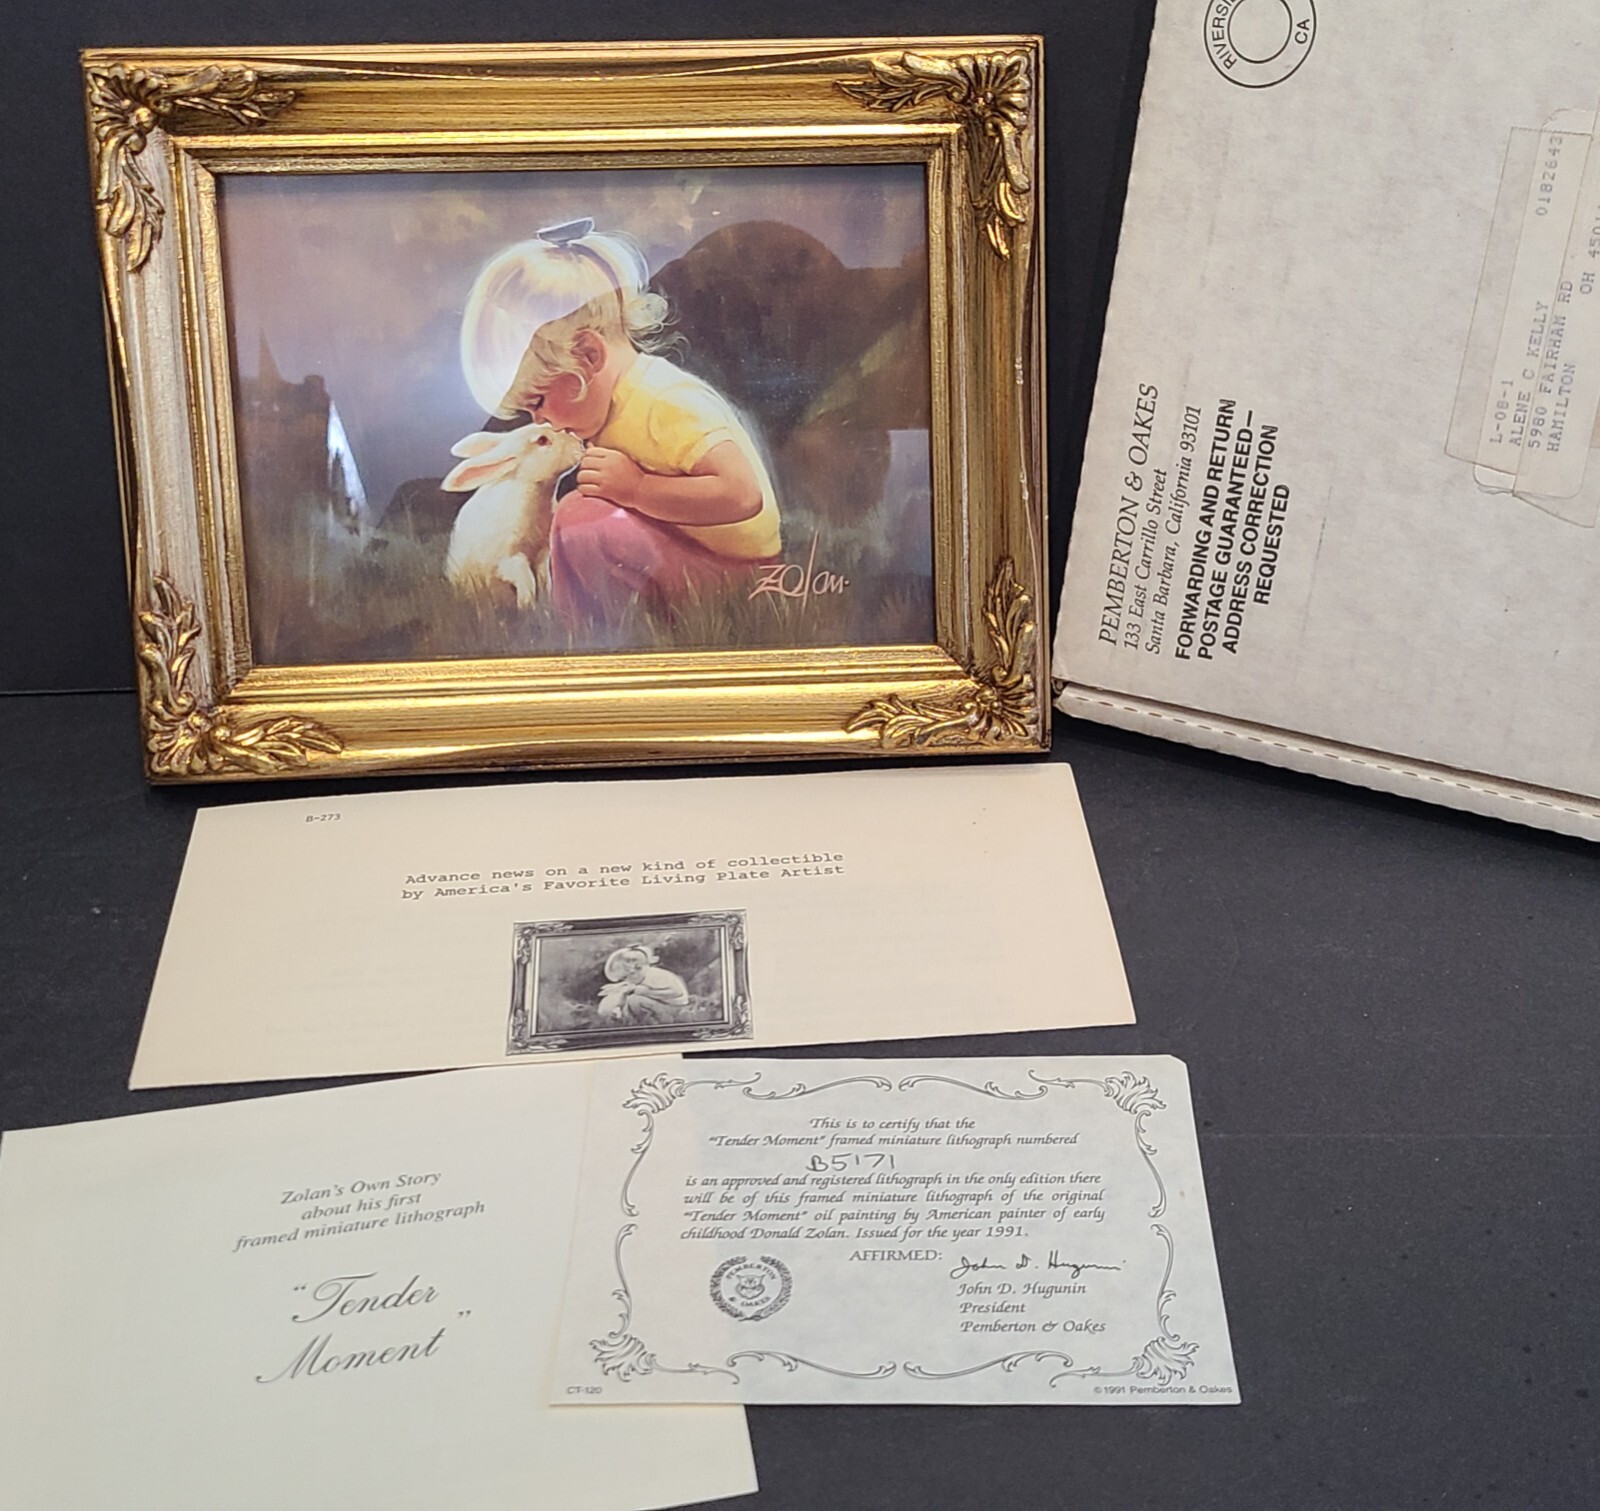 Zolan.
RIVERSI
CA
PEMBERTON & OAKES
133 East Carrillo Street
Santa Barbara, California 93101
FORWARDING AND RETURN
POSTAGE GUARANTEED—
ADDRESS CORRECTION
REQUESTED
0182643
L-08-1
ALENE C KELLY
5980 FAIRHAM RD
HAMILTON OH 4501
B-273
Advance news on a new kind of collectible
by America's Favorite Living Plate Artist
Zolan's Own Story
about his first
framed miniature lithograph
"Tender
Moment"
This is to certify that the
"Tender Moment" framed miniature lithograph numbered
B5171
is an approved and registered lithograph in the only edition there
will be of this framed miniature lithograph of the original
"Tender Moment" oil painting by American painter of early
childhood Donald Zolan. Issued for the year 1991.
AFFIRMED: John D. Hugunin
John D. Hugunin
President
Pemberton & Oakes
PEMBERTON
& OAKES
CT-120
©1991 Pemberton & Oakes